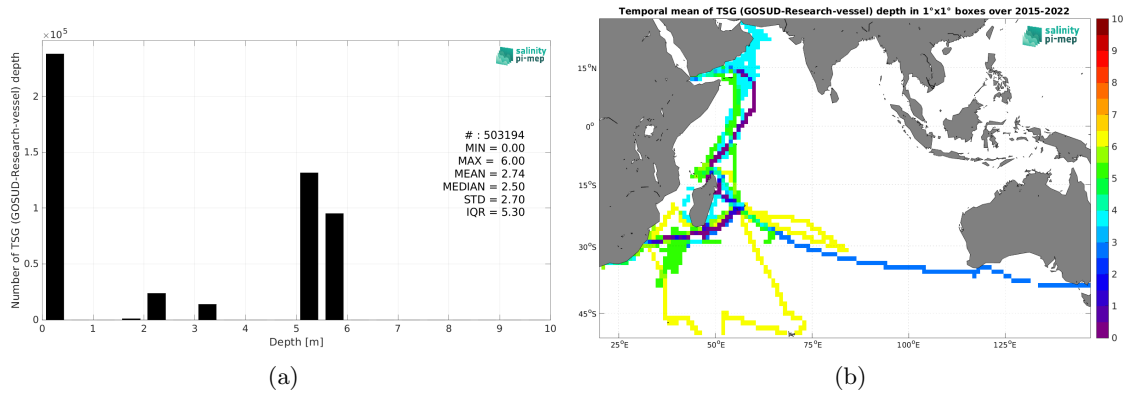 ×10⁵
Number of TSG (GOSUD-Research-vessel) depth
2
1.5
1
0.5
0
0 1 2 3 4 5 6 7 8 9 10
Depth [m]
salinity
pi-mep
# : 503194
MIN = 0.00
MAX = 6.00
MEAN = 2.74
MEDIAN = 2.50
STD = 2.70
IQR = 5.30
(a)
Temporal mean of TSG (GOSUD-Research-vessel) depth in 1°x1° boxes over 2015-2022
salinity
pi-mep
15°N
0°
15°S
30°S
45°S
25°E 50°E 75°E 100°E 125°E
10
9
8
7
6
5
4
3
2
1
0
(b)